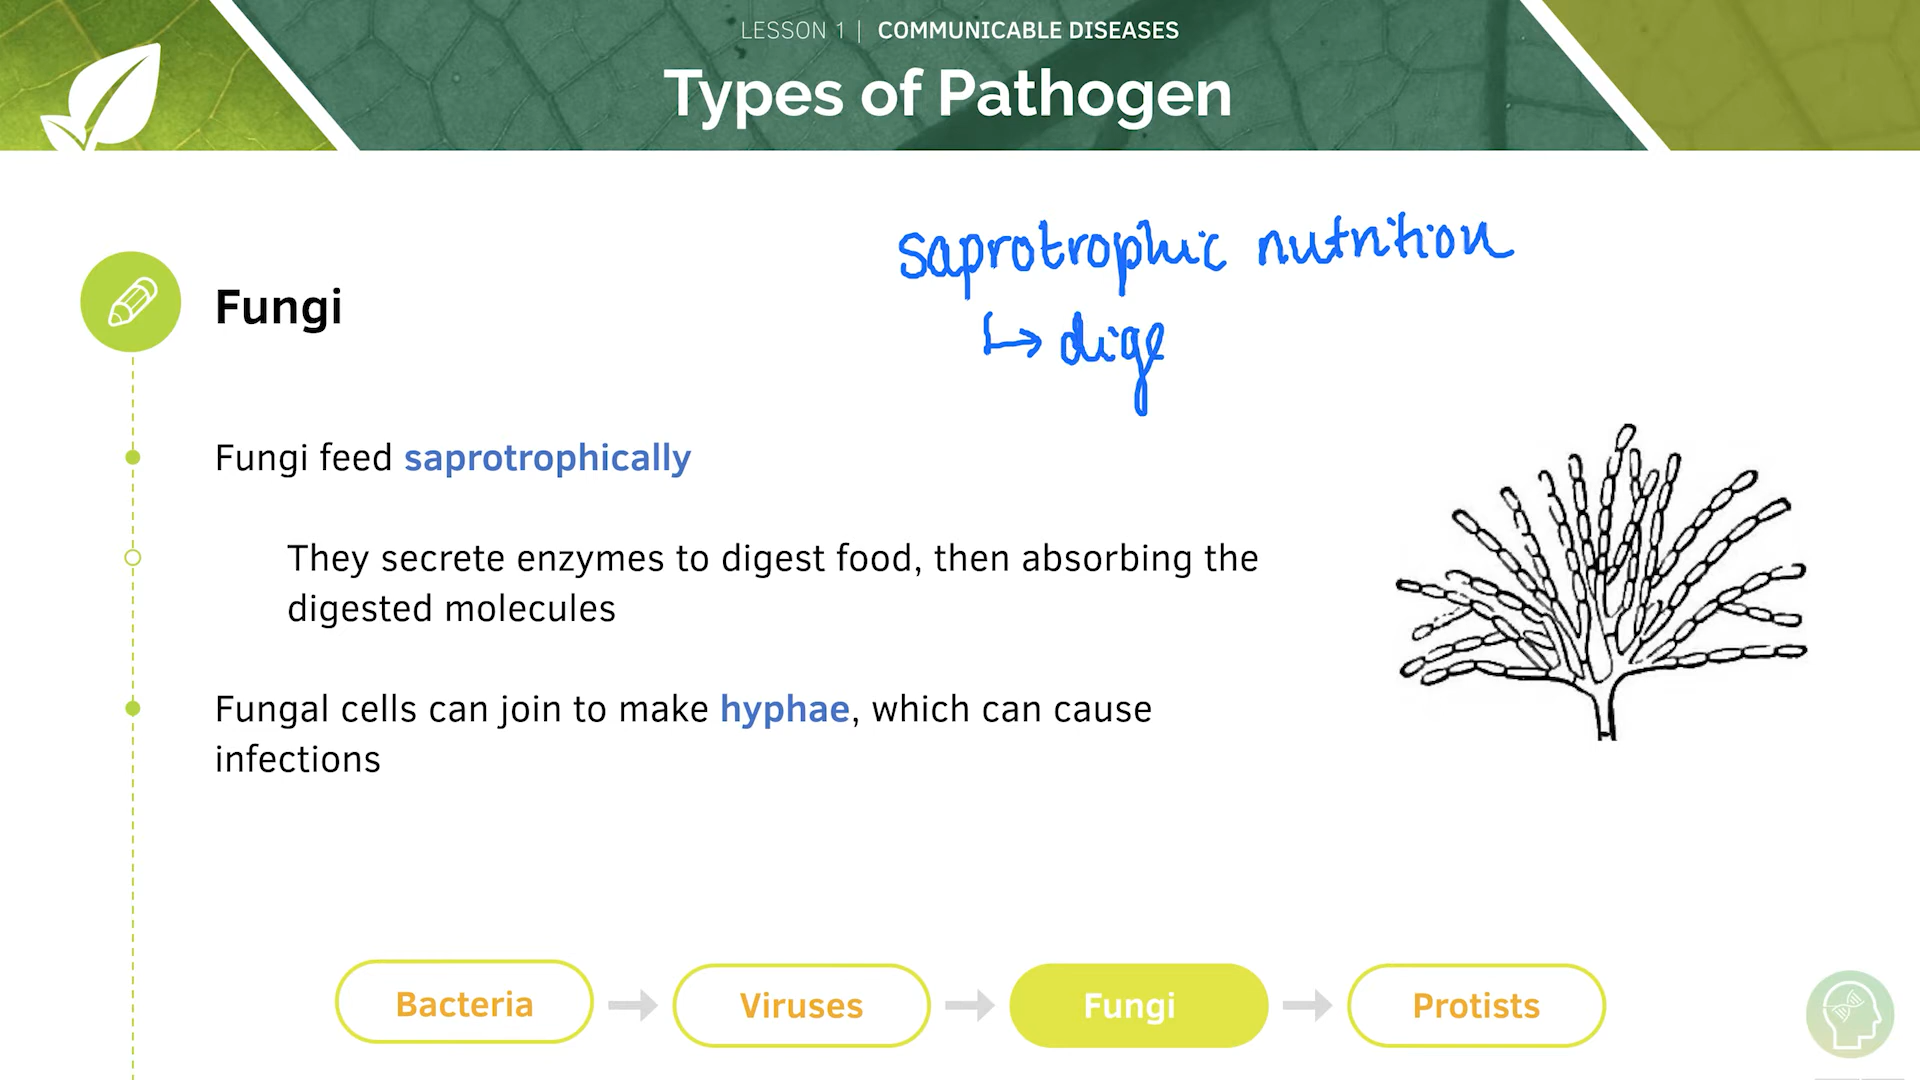 LESSON 1 | COMMUNICABLE DISEASES
Types of Pathogen
saprotrophic nutrition
↳ dige
Fungi
Fungi feed saprotrophically
They secrete enzymes to digest food, then absorbing the
digested molecules
Fungal cells can join to make hyphae, which can cause
infections
Bacteria
Viruses
Fungi
Protists